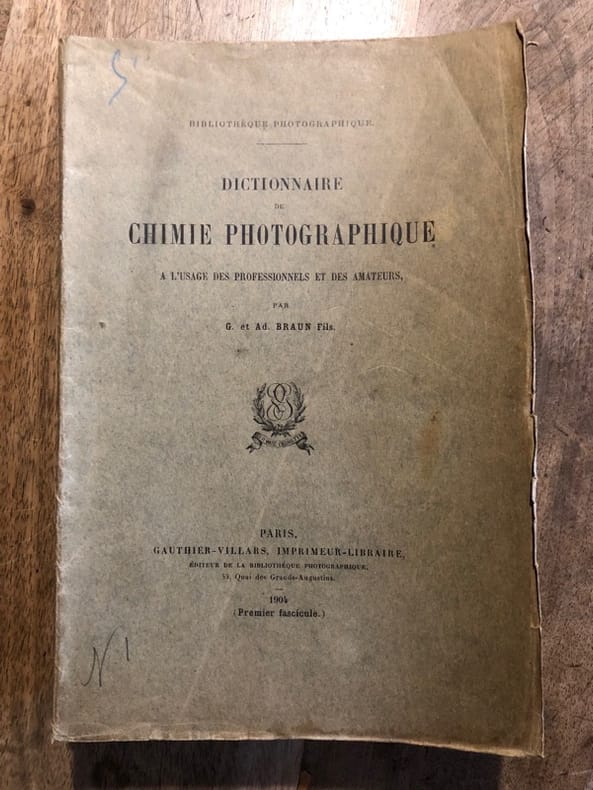 BIBLIOTHÈQUE PHOTOGRAPHIQUE.
DICTIONNAIRE
DE
CHIMIE PHOTOGRAPHIQUE
A L'USAGE DES PROFESSIONNELS ET DES AMATEURS,
PAR
G. et Ad. BRAUN Fils.
PARIS,
GAUTHIER-VILLARS, IMPRIMEUR-LIBRAIRE,
ÉDITEUR DE LA BIBLIOTHÈQUE PHOTOGRAPHIQUE,
55, Quai des Grands-Augustins.
1904
(Premier fascicule.)
N 1